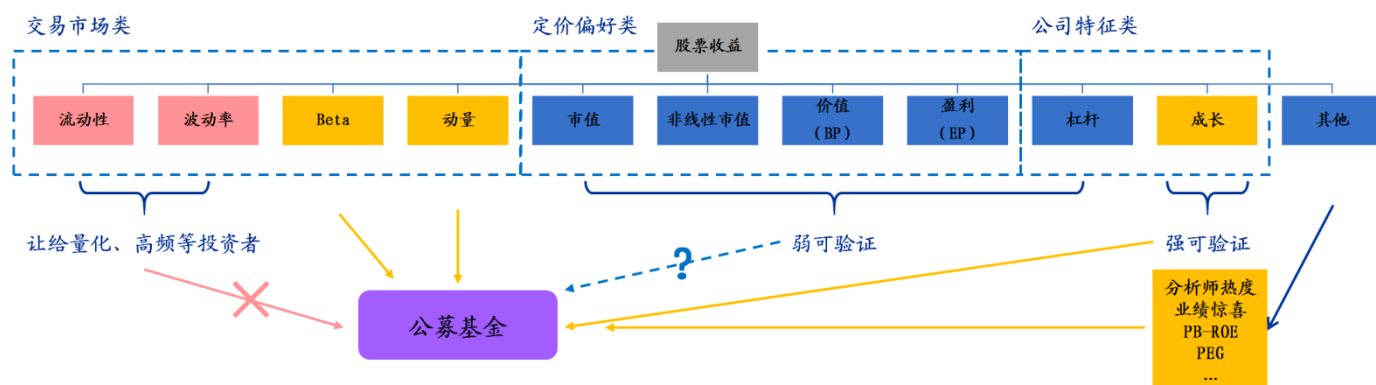 交易市场类
定价偏好类
公司特征类
股票收益
流动性
波动率
Beta
动量
市值
非线性市值
价值
(BP)
盈利
(EP)
杠杆
成长
其他
让给量化、高频等投资者
弱可验证
强可验证
?
公募基金
分析师热度
业绩惊喜
PB-ROE
PEG
...